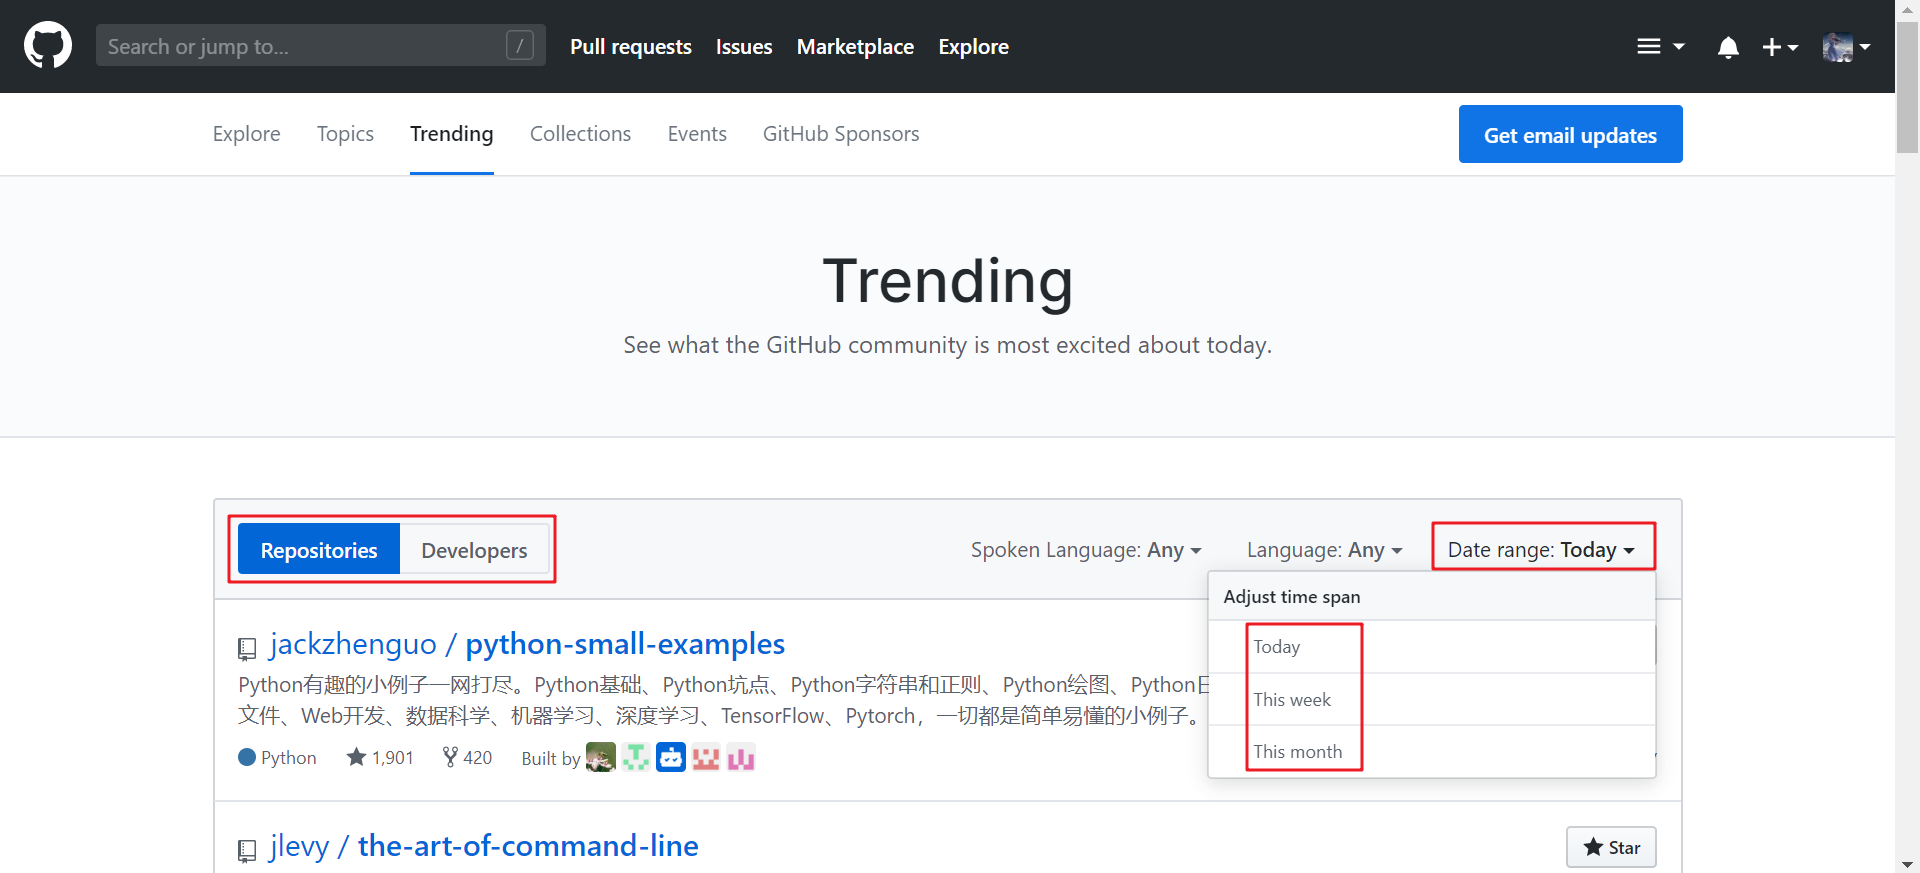 Search or jump to... /
Pull requests Issues Marketplace Explore
Explore Topics Trending Collections Events GitHub Sponsors
Get email updates
Trending
See what the GitHub community is most excited about today.
Repositories Developers
Spoken Language: Any Language: Any Date range: Today
Adjust time span
Today
This week
This month
jackzhenguo / python-small-examples
Python有趣的小例子一网打尽。Python基础、Python坑点、Python字符串和正则、Python绘图、Python日
文件、Web开发、数据科学、机器学习、深度学习、TensorFlow、Pytorch，一切都是简单易懂的小例子。
Python 1,901 420 Built by
jlevy / the-art-of-command-line
Star